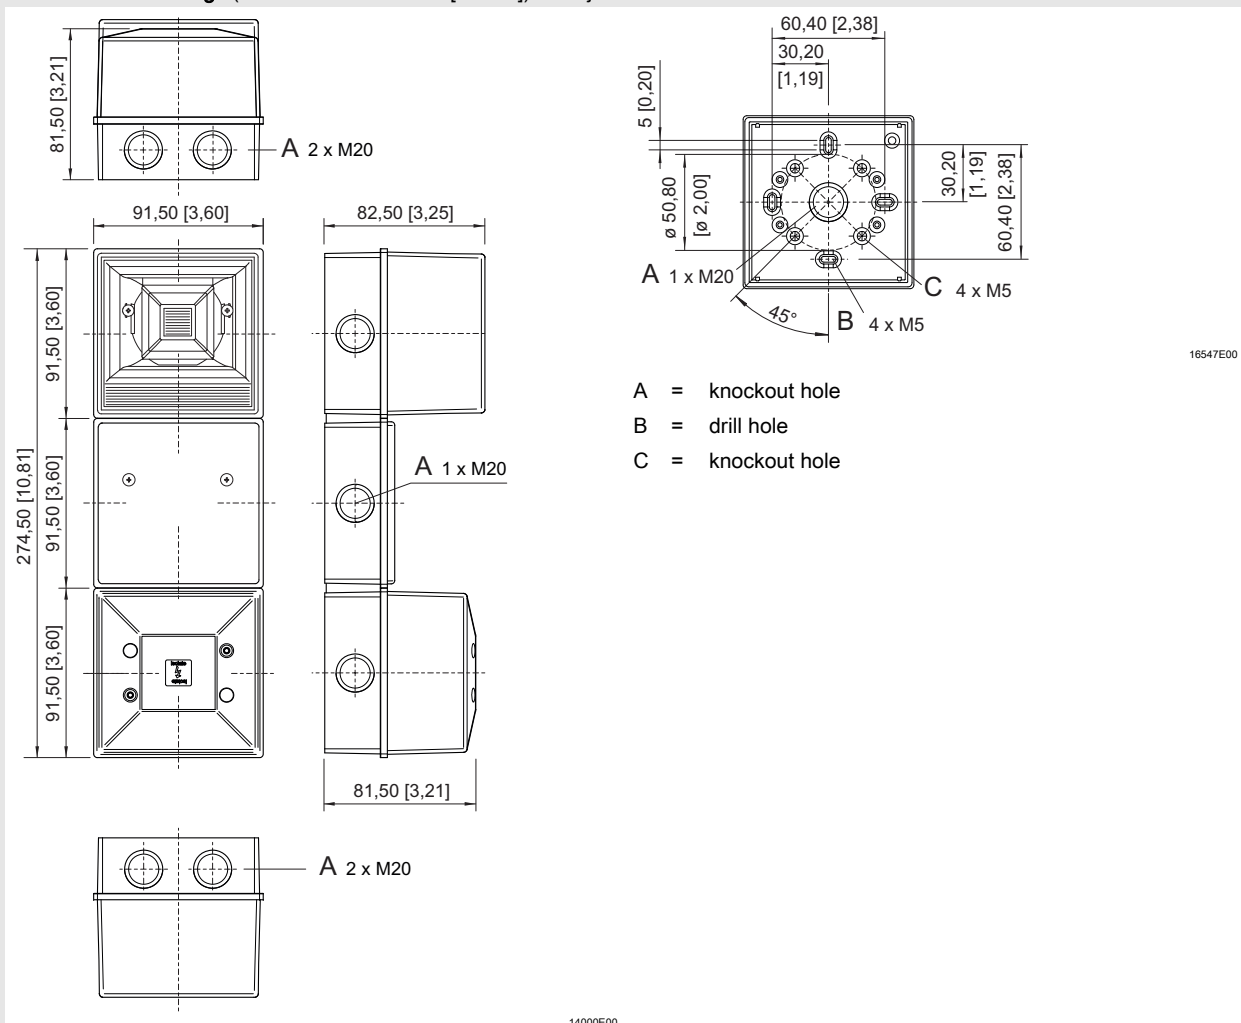 81,50 [3,21]
A 2 x M20
91,50 [3,60]
82,50 [3,25]
274,50 [10,81]
91,50 [3,60]
91,50 [3,60]
91,50 [3,60]
A 1 x M20
81,50 [3,21]
A 2 x M20
14000E00
60,40 [2,38]
30,20
[1,19]
5 [0,20]
ø 50,80
[ø 2,00]
30,20
[1,19]
60,40 [2,38]
A 1 x M20
C 4 x M5
45°
B 4 x M5
16547E00
A = knockout hole
B = drill hole
C = knockout hole